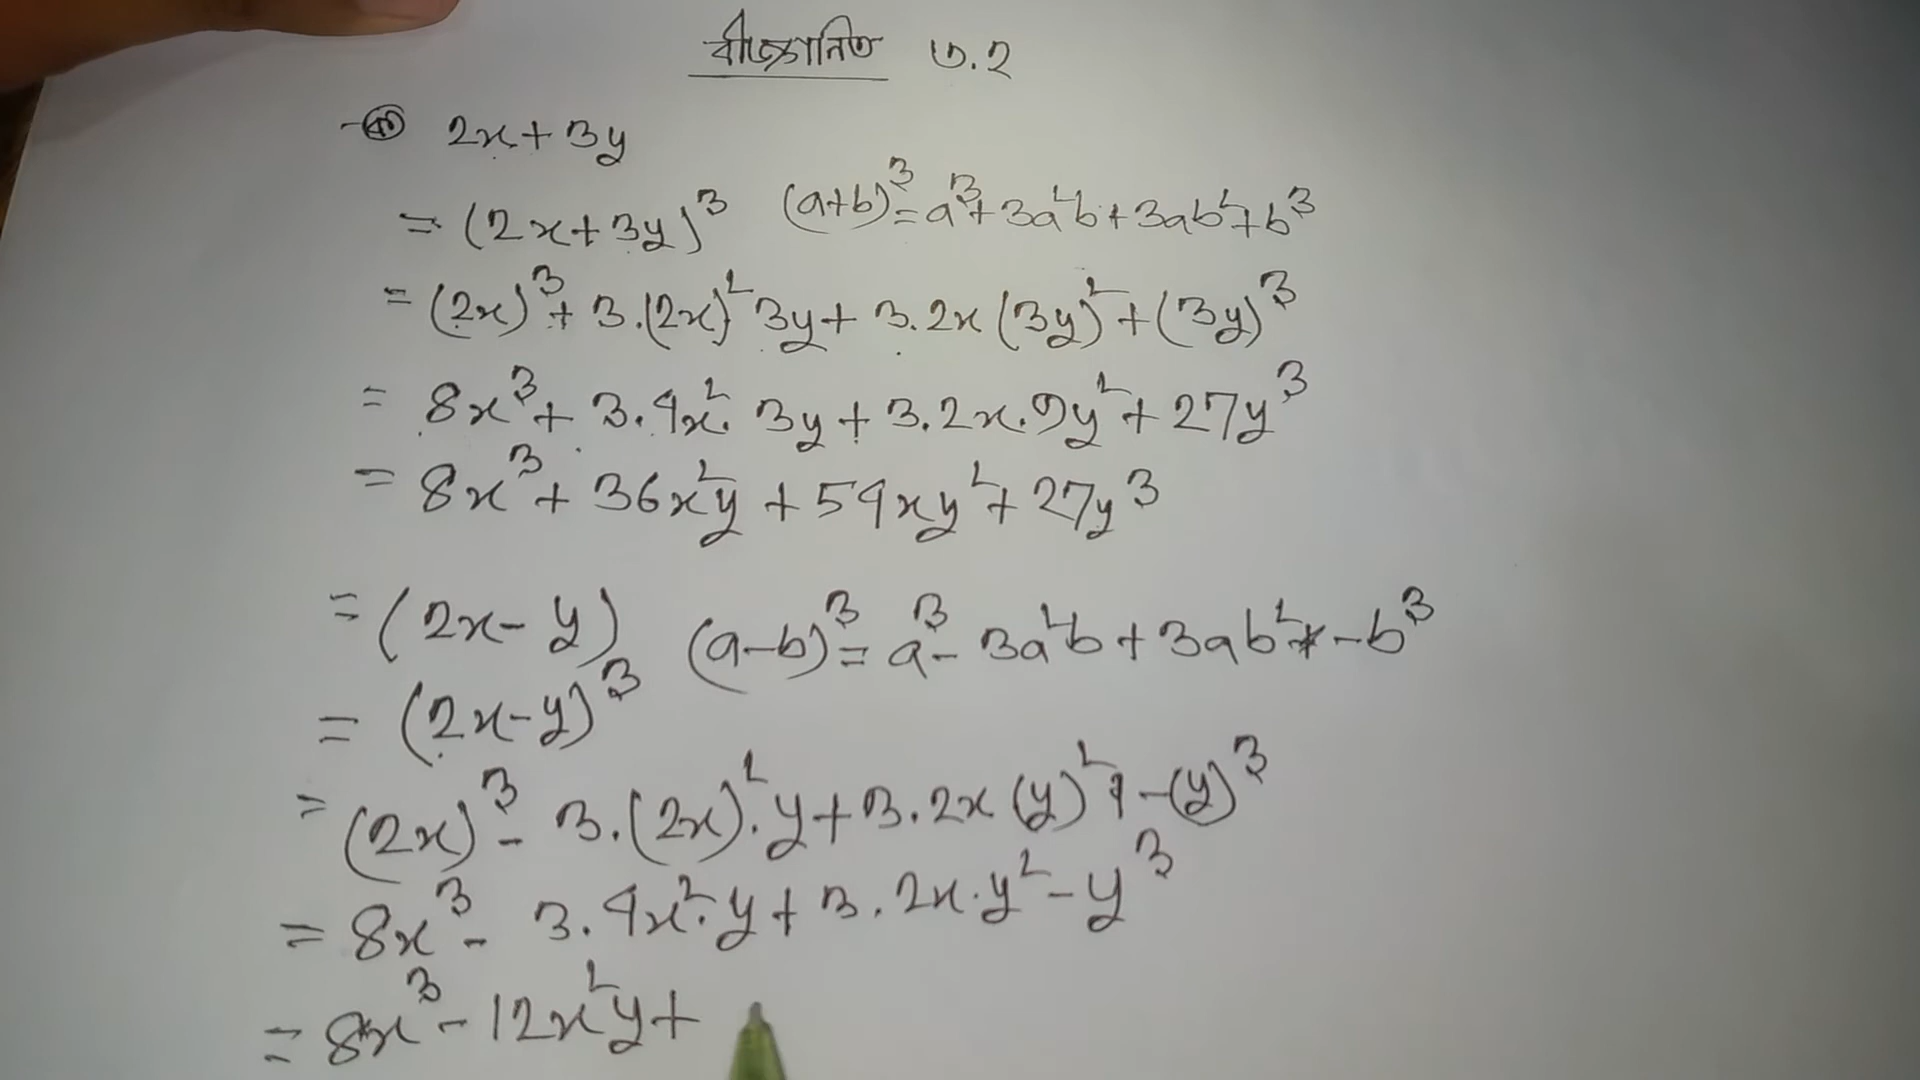 বীজগানিত ৩.২
ক 2x + 3y
= (2x + 3y)³ (a+b)³ = a³ + 3a²b + 3ab² + b³
= (2x)³ + 3.(2x)² 3y + 3.2x (3y)² + (3y)³
= 8x³ + 3.4x². 3y + 3.2x.9y² + 27y³
= 8x³ + 36x²y + 54xy² + 27y³
= (2x - y) (a-b)³ = a³ - 3a²b + 3ab² - b³
= (2x - y)³
= (2x)³ - 3.(2x)².y + 3.2x (y)² - (y)³
= 8x³ - 3.4x².y + 3.2x.y² - y³
= 8x³ - 12x²y +